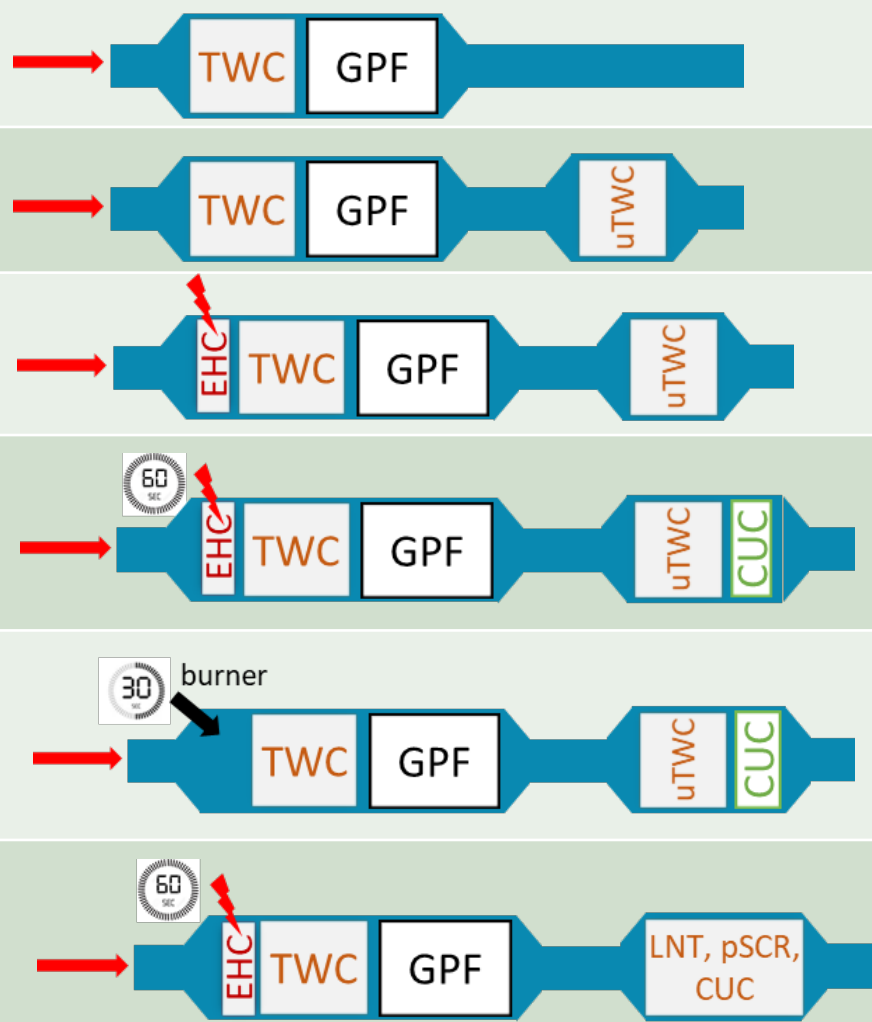 TWC GPF
TWC GPF uTWC
EHC TWC GPF uTWC
60
SEC
EHC TWC GPF uTWC CUC
30
SEC
burner
TWC GPF uTWC CUC
60
SEC
EHC TWC GPF LNT, pSCR,
CUC